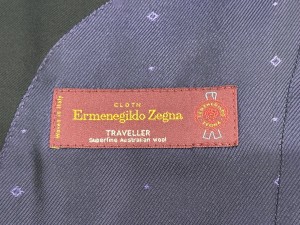 Woven in Italy
CLOTH
Ermenegildo Zegna
TRAVELLER
Superfine Australian wool